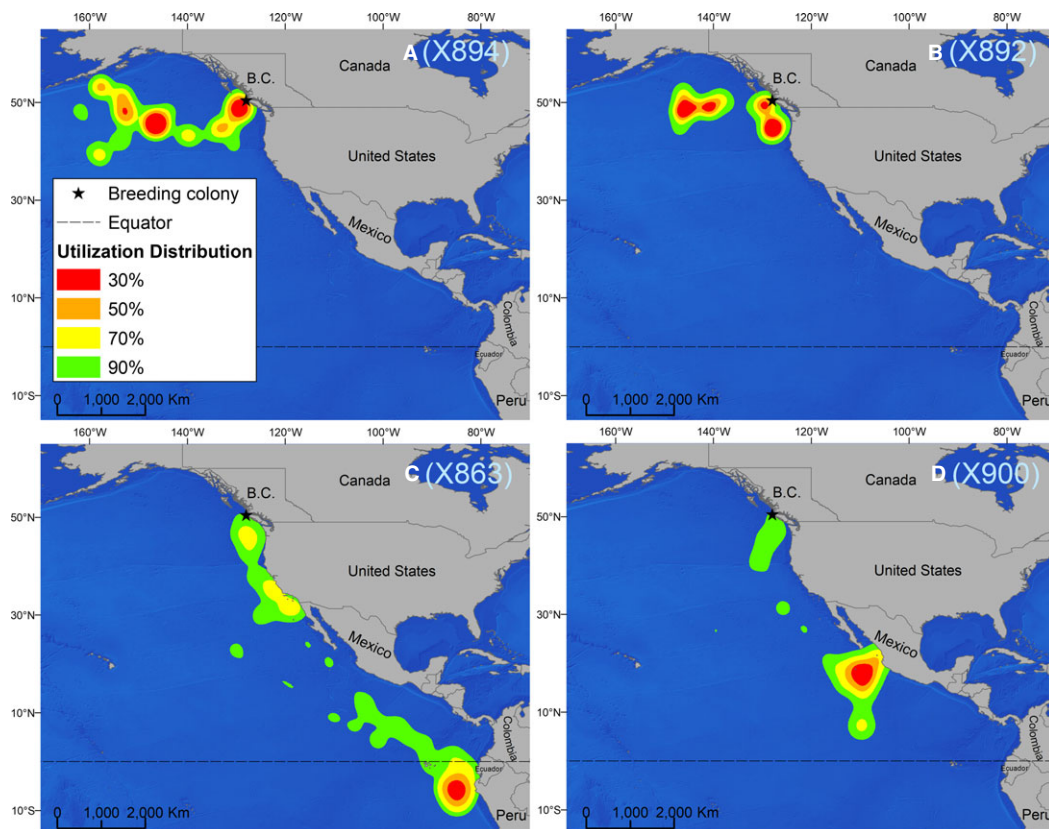 160°W 140°W 120°W 100°W 80°W
160°W 140°W 120°W 100°W 80°W
A (X894)
B.C.
Canada
50°N
United States
30°N
Mexico
Breeding colony
Equator
Utilization Distribution
30%
50%
70%
90%
10°N
Colombia
Ecuador
10°S
Peru
0 1,000 2,000 Km
B (X892)
B.C.
Canada
50°N
United States
30°N
Mexico
10°N
Colombia
Ecuador
10°S
Peru
0 1,000 2,000 Km
160°W 140°W 120°W 100°W 80°W
160°W 140°W 120°W 100°W 80°W
C (X863)
B.C.
Canada
50°N
United States
30°N
Mexico
10°N
Colombia
Ecuador
10°S
Peru
0 1,000 2,000 Km
D (X900)
B.C.
Canada
50°N
United States
30°N
Mexico
10°N
Colombia
Ecuador
10°S
Peru
0 1,000 2,000 Km